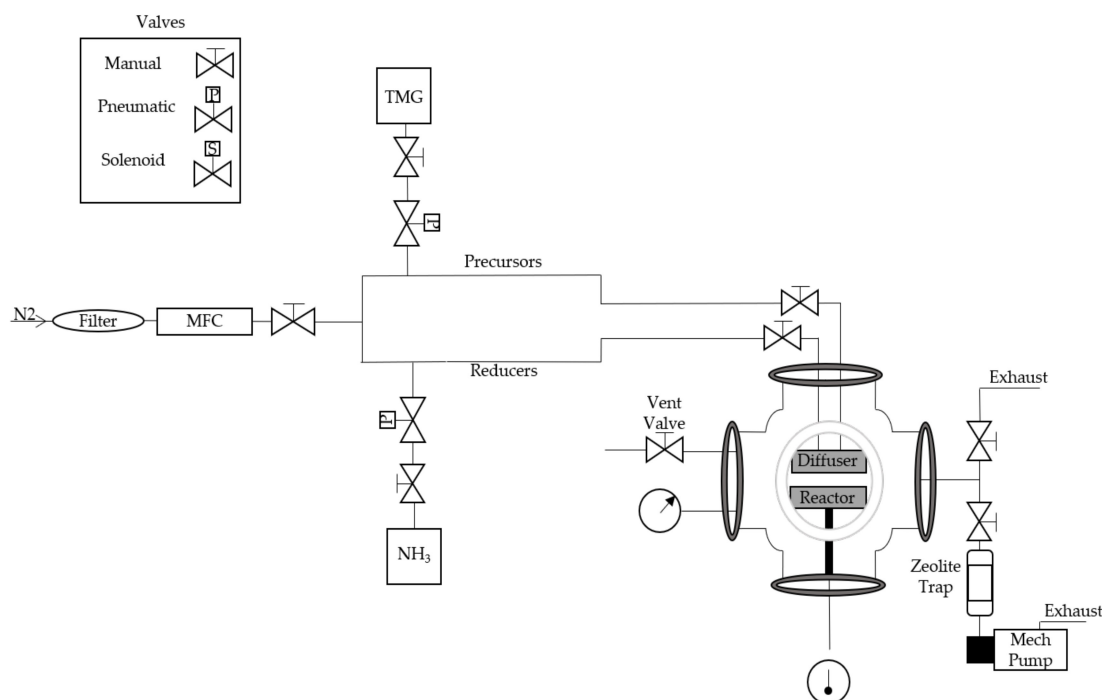 Valves
Manual
P
Pneumatic
S
Solenoid
TMG
P
Precursors
N2
Filter
MFC
Reducers
P
NH₃
Vent
Valve
Exhaust
Diffuser
Reactor
Zeolite
Trap
Exhaust
Mech
Pump